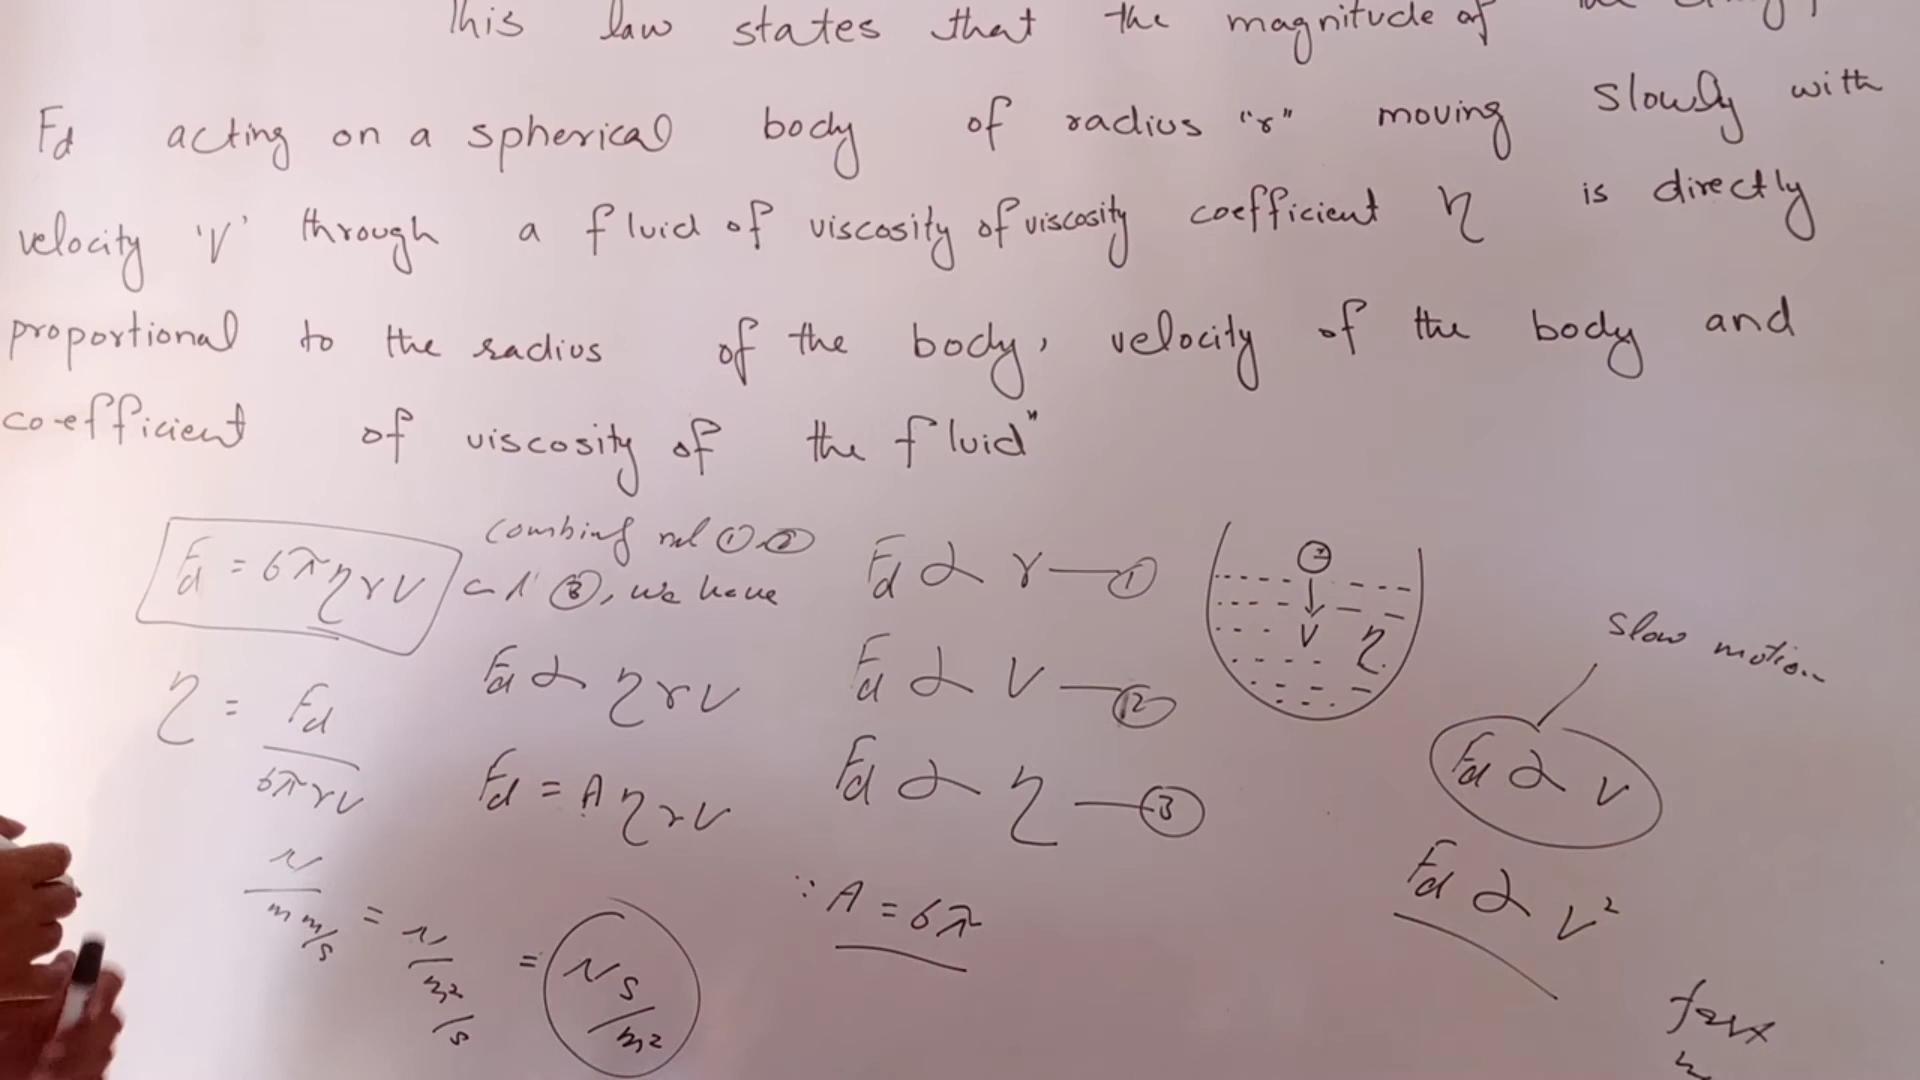 This law states that the magnitude of the
Fd acting on a spherical body of radius "r" moving slowly with
velocity 'V' through a fluid of viscosity of viscosity coefficient η is directly
proportional to the radius of the body, velocity of the body and
co-efficient of viscosity of the fluid"
Fd = 6πηrv
combing rel ① ②
and ③, we have
Fd ∝ ηrv
Fd = Aηrv
η = Fd / 6πrv
N / m m/s = N / m²/s = N s / m²
Fd ∝ r — ①
Fd ∝ v — ②
Fd ∝ η — ③
∵ A = 6π
r
v η
Slow motion
Fd ∝ v
Fd ∝ v²